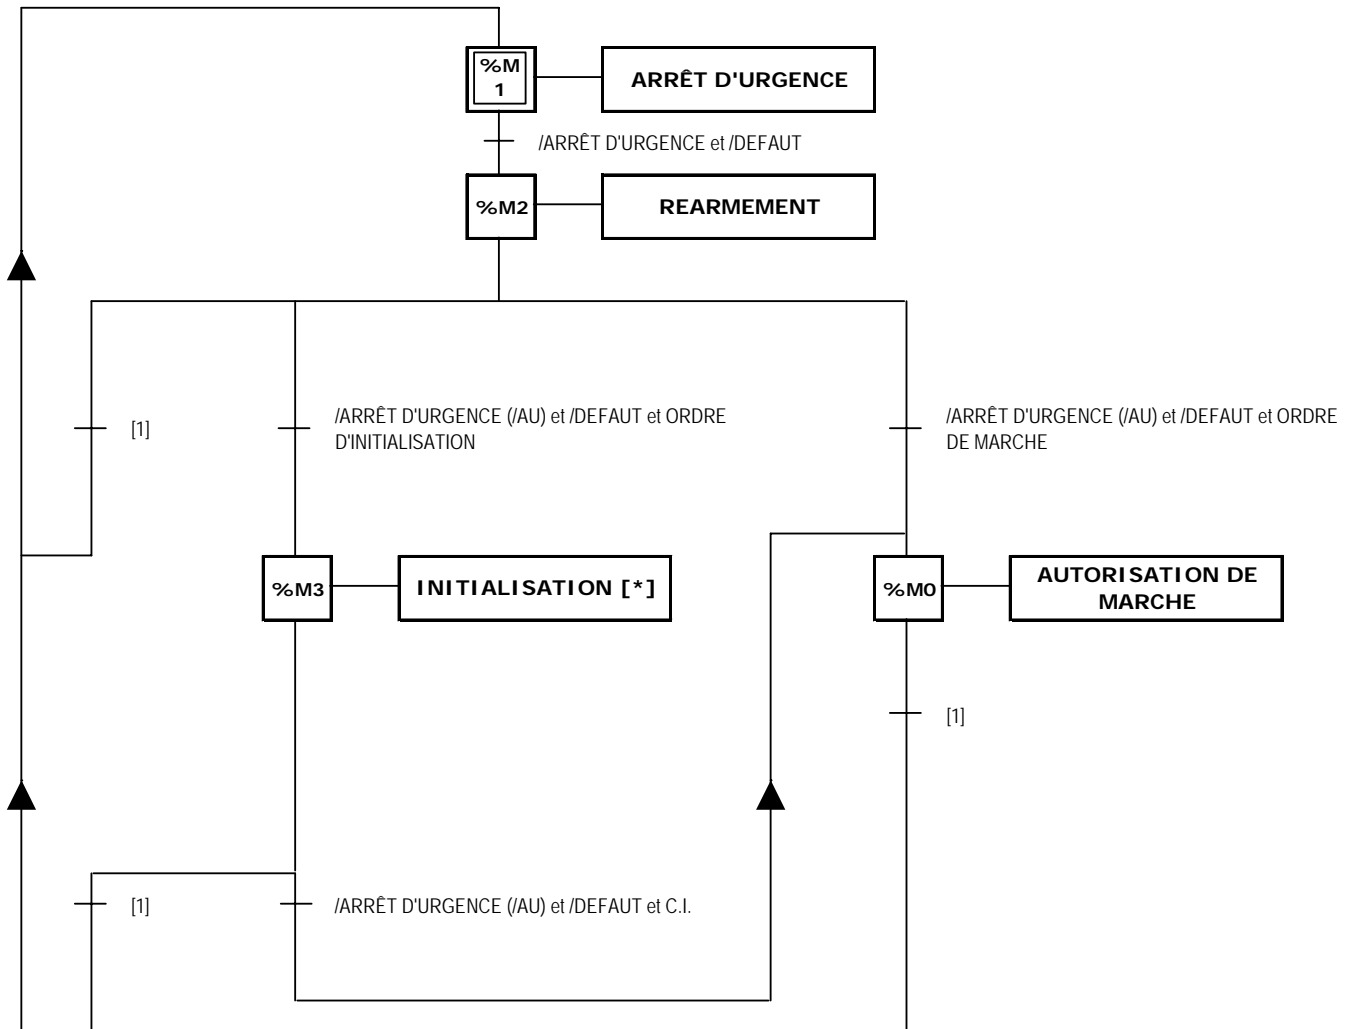 %M
1
ARRÊT D'URGENCE
/ARRÊT D'URGENCE et /DEFAUT
%M2
REARMEMENT
[1]
/ARRÊT D'URGENCE (/AU) et /DEFAUT et ORDRE
D'INITIALISATION
/ARRÊT D'URGENCE (/AU) et /DEFAUT et ORDRE
DE MARCHE
%M3
INITIALISATION [*]
%M0
AUTORISATION DE
MARCHE
[1]
[1]
/ARRÊT D'URGENCE (/AU) et /DEFAUT et C.I.